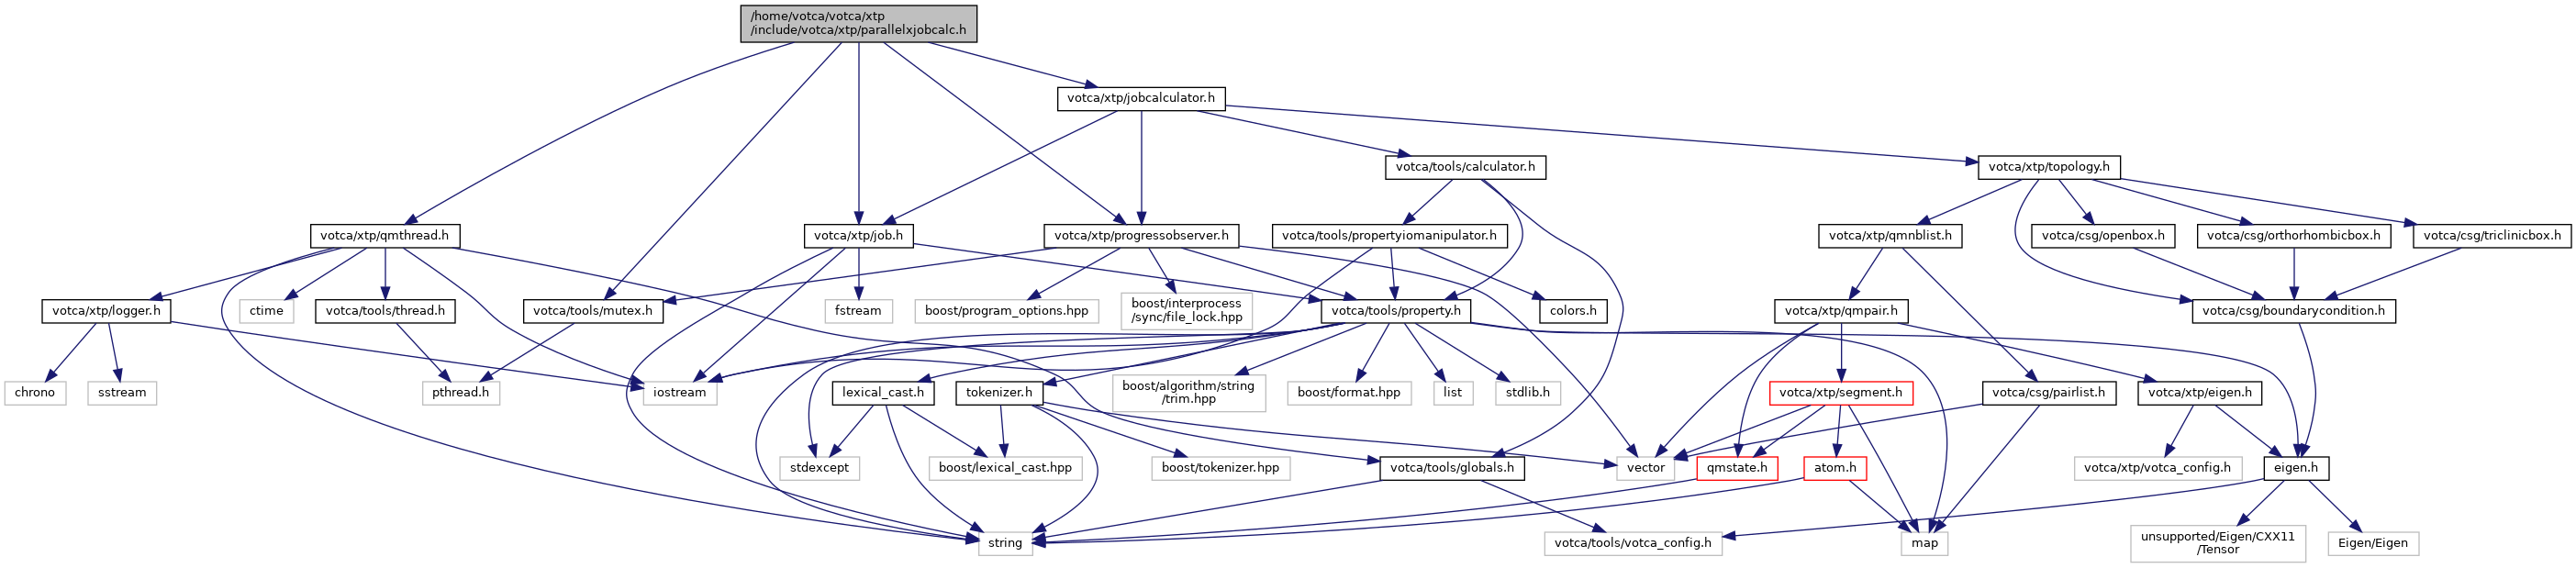 /home/votca/votca/xtp
/include/votca/xtp/parallelxjobcalc.h
votca/xtp/jobcalculator.h
votca/tools/calculator.h
votca/xtp/topology.h
votca/xtp/qmthread.h
votca/xtp/job.h
votca/xtp/progressobserver.h
votca/tools/propertyiomanipulator.h
votca/xtp/qmnblist.h
votca/csg/openbox.h
votca/csg/orthorhombicbox.h
votca/csg/triclinicbox.h
votca/xtp/logger.h
ctime
votca/tools/thread.h
votca/tools/mutex.h
fstream
boost/program_options.hpp
boost/interprocess
/sync/file_lock.hpp
votca/tools/property.h
colors.h
votca/xtp/qmpair.h
votca/csg/boundarycondition.h
chrono
sstream
pthread.h
iostream
lexical_cast.h
tokenizer.h
boost/algorithm/string
/trim.hpp
boost/format.hpp
list
stdlib.h
votca/xtp/segment.h
votca/csg/pairlist.h
votca/xtp/eigen.h
stdexcept
boost/lexical_cast.hpp
boost/tokenizer.hpp
votca/tools/globals.h
vector
qmstate.h
atom.h
votca/xtp/votca_config.h
eigen.h
string
votca/tools/votca_config.h
map
unsupported/Eigen/CXX11
/Tensor
Eigen/Eigen